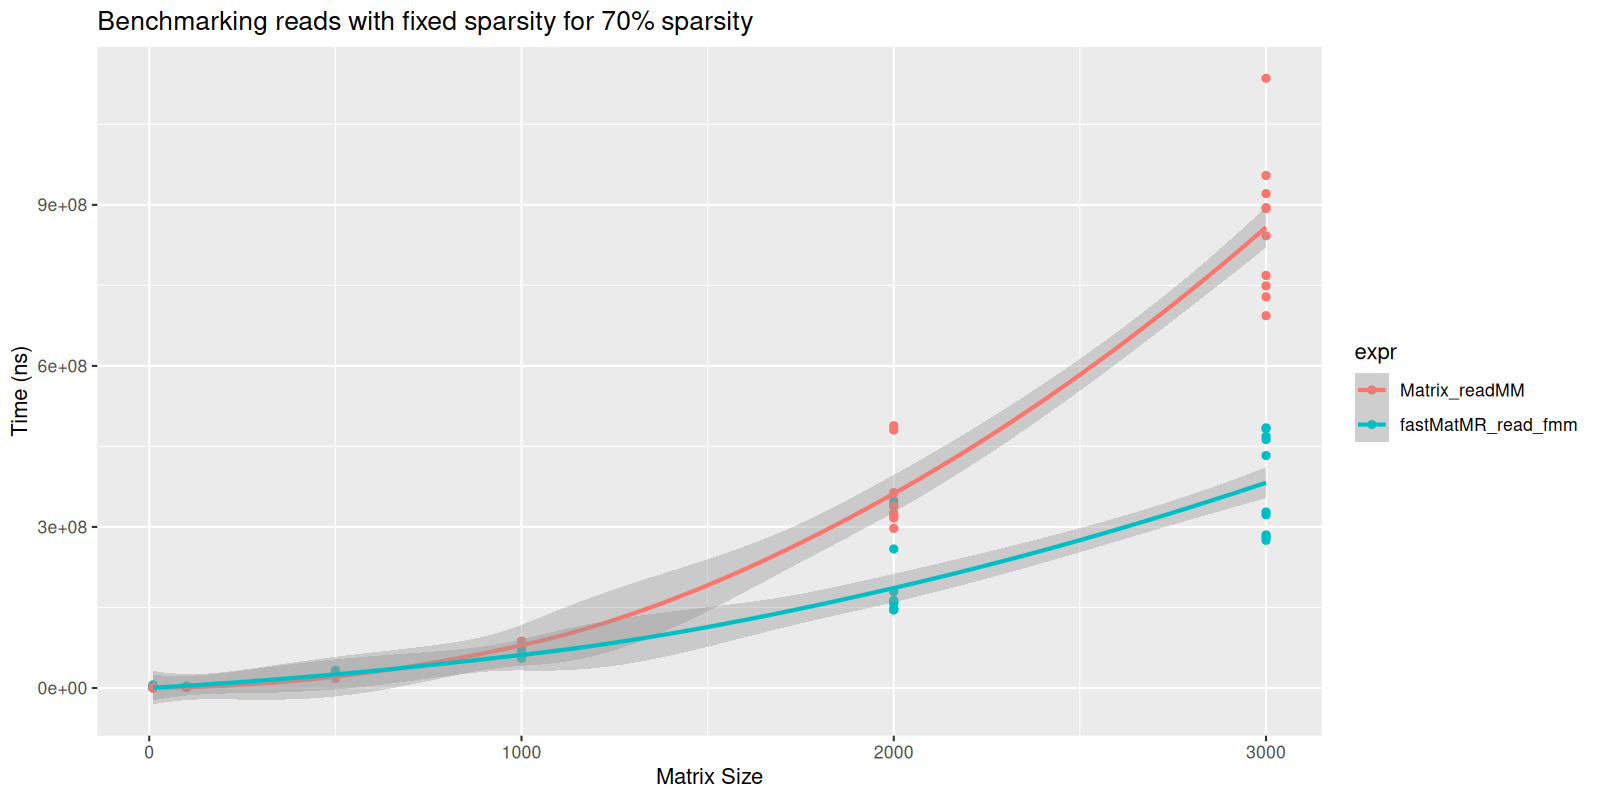 Benchmarking reads with fixed sparsity for 70% sparsity
9e+08
6e+08
3e+08
0e+00
Time (ns)
0
1000
2000
3000
Matrix Size
expr
Matrix_readMM
fastMatMR_read_fmm